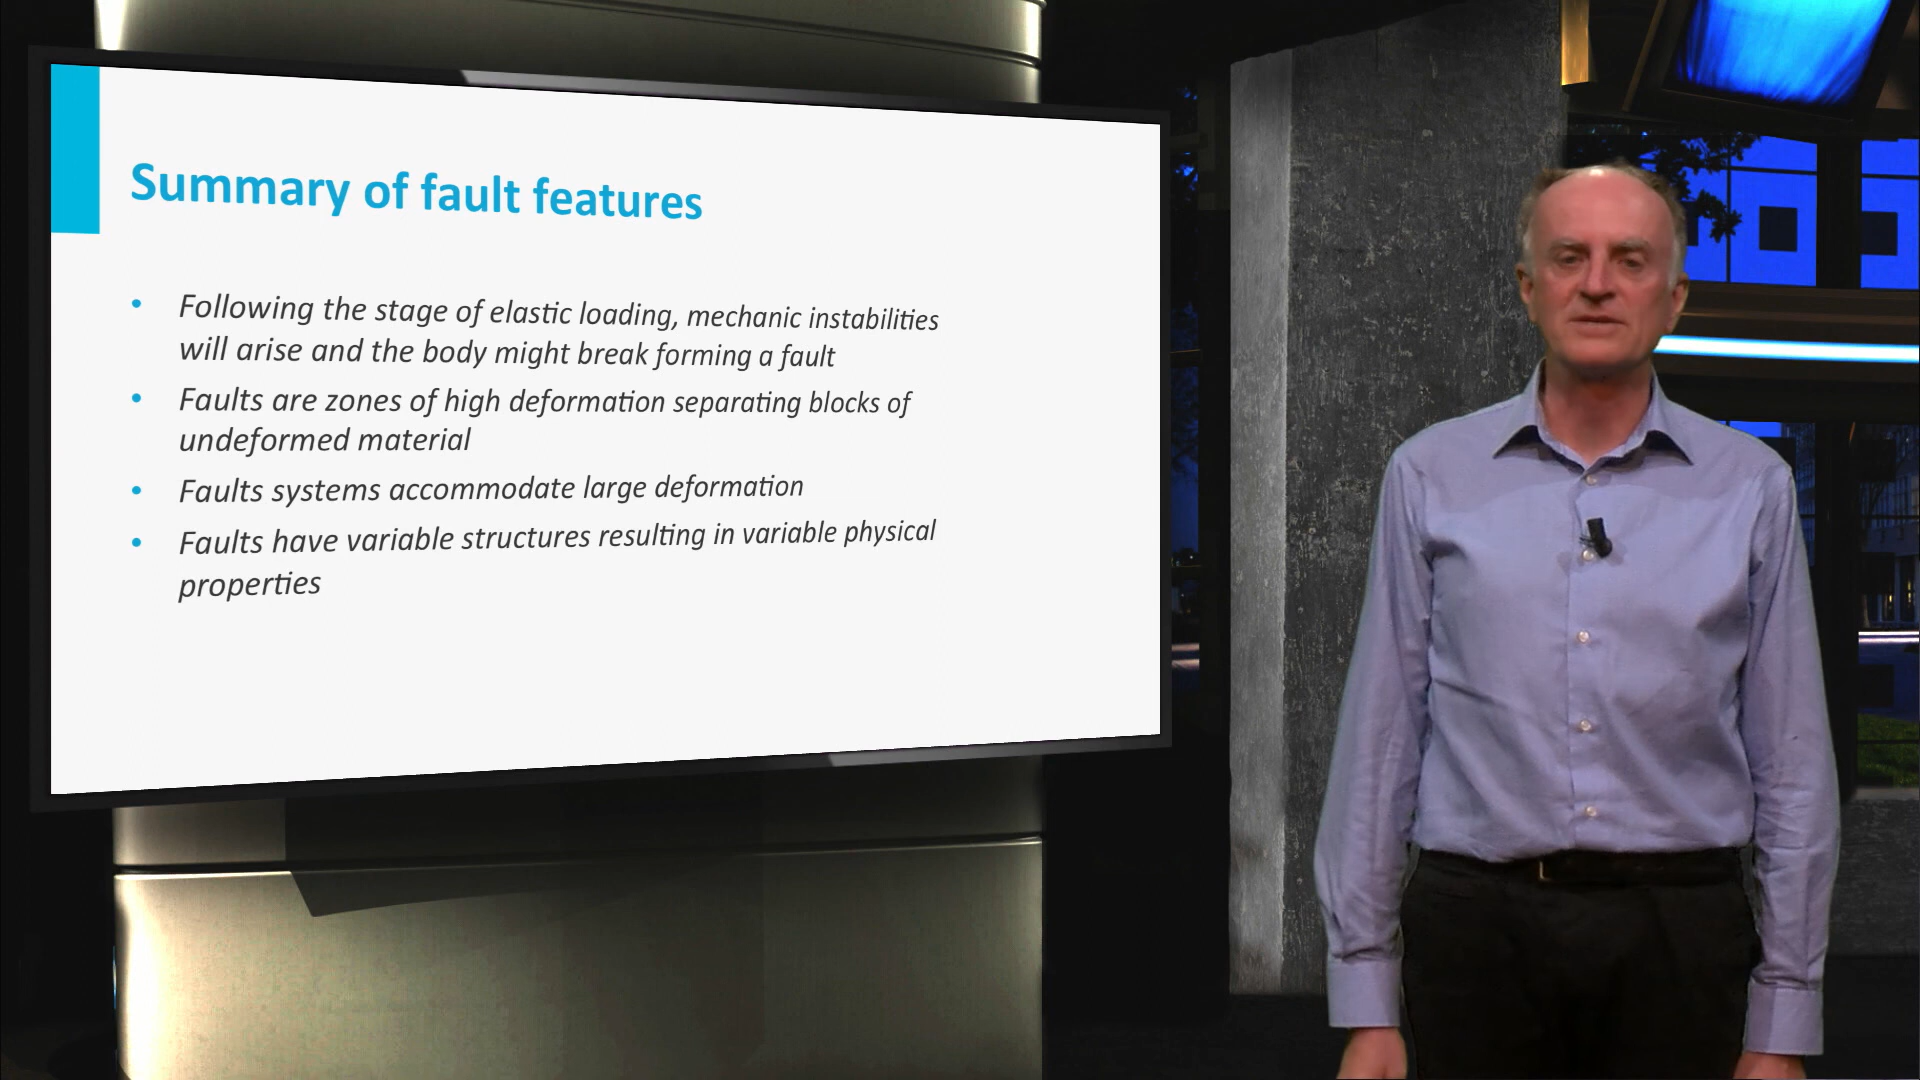 Summary of fault features
• Following the stage of elastic loading, mechanic instabilities
will arise and the body might break forming a fault
• Faults are zones of high deformation separating blocks of
undeformed material
• Faults systems accommodate large deformation
• Faults have variable structures resulting in variable physical
properties